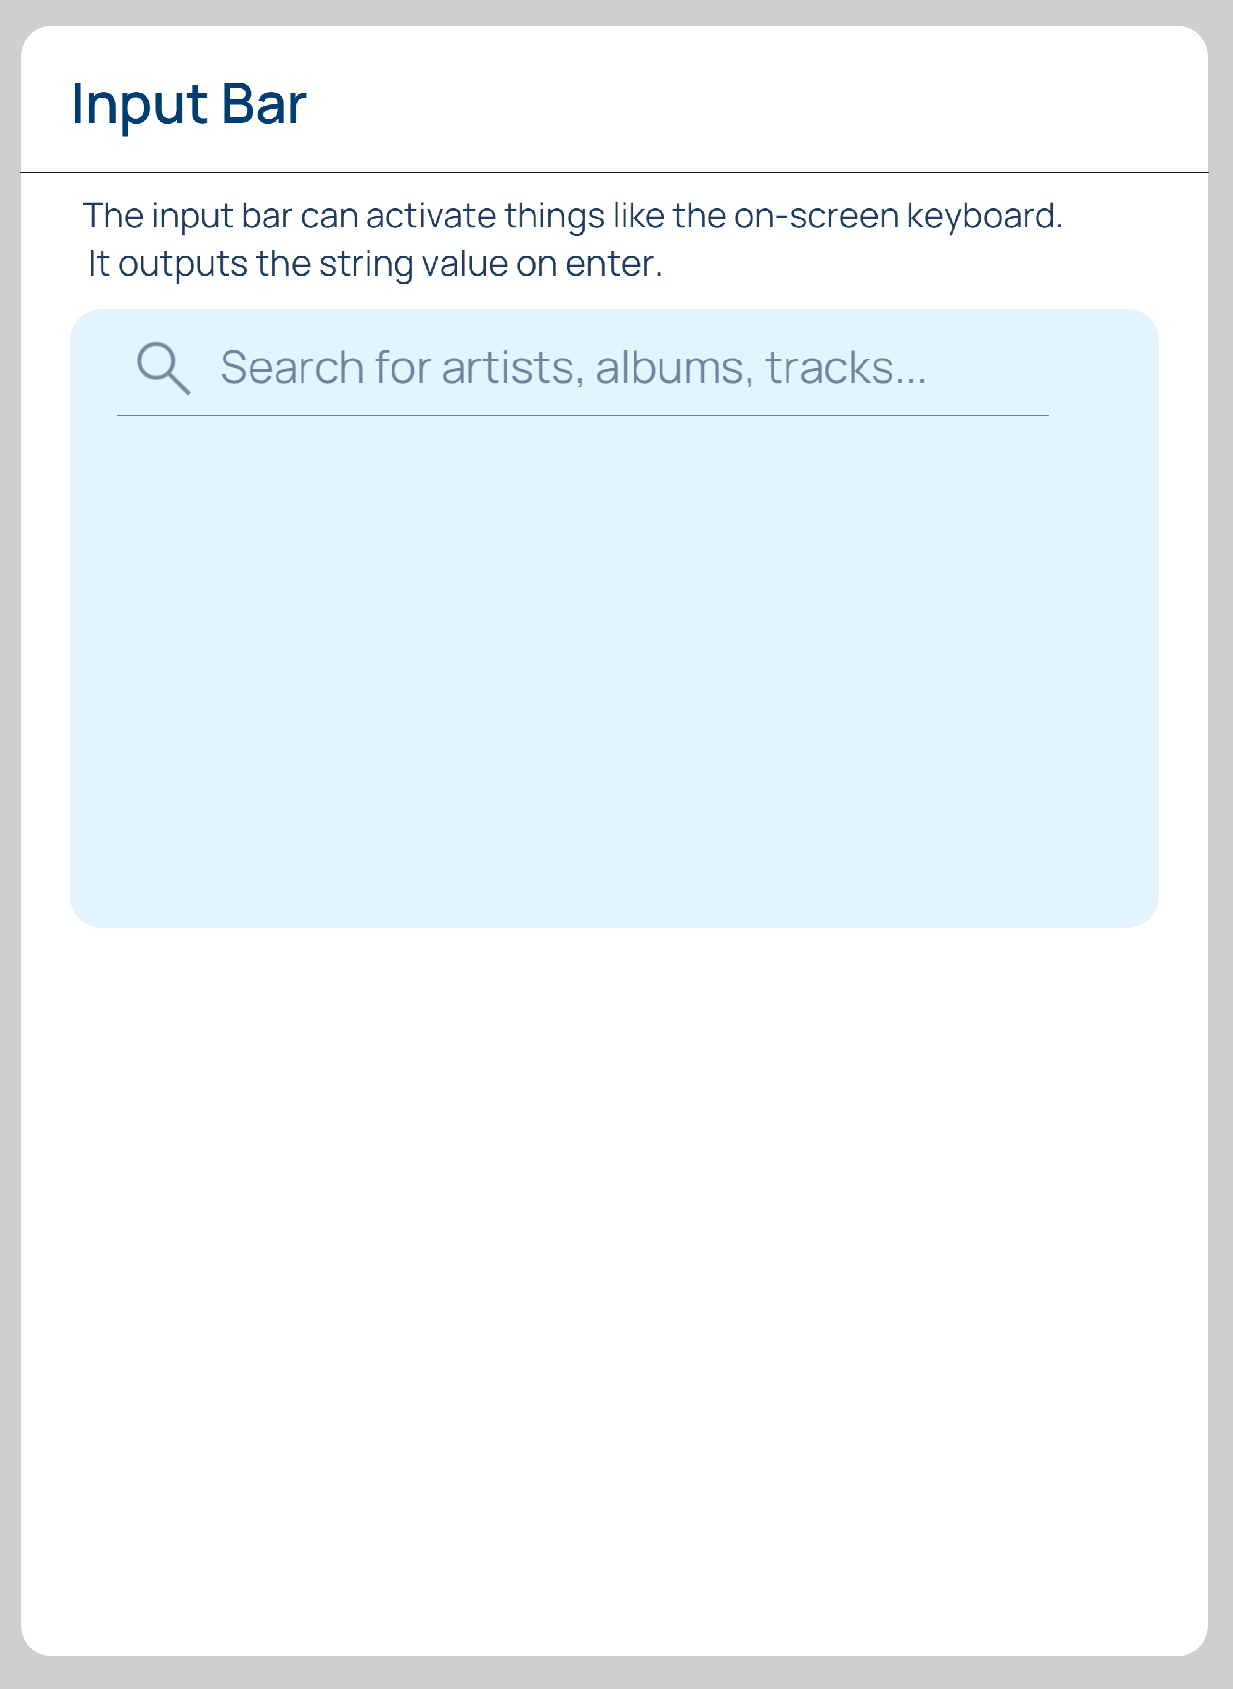 Input Bar
The input bar can activate things like the on-screen keyboard.
It outputs the string value on enter.
Search for artists, albums, tracks...